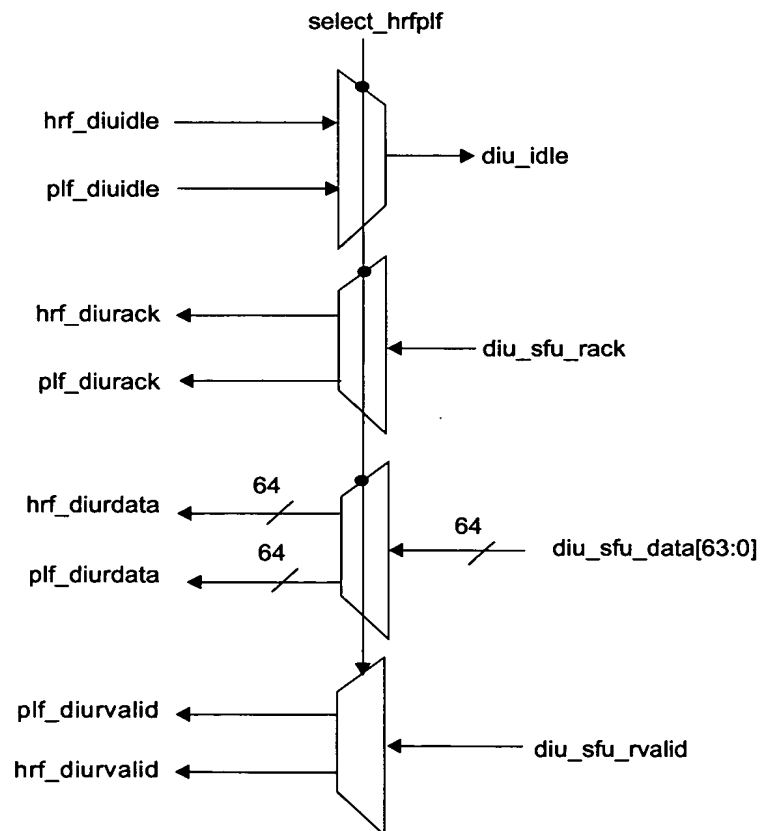 select_hrfplf
hrf_diuidle
diu_idle
plf_diuidle
hrf_diurack
diu_sfu_rack
plf_diurack
64
hrf_diurdata
64
diu_sfu_data[63:0]
64
plf_diurdata
plf_diurvalid
diu_sfu_rvalid
hrf_diurvalid